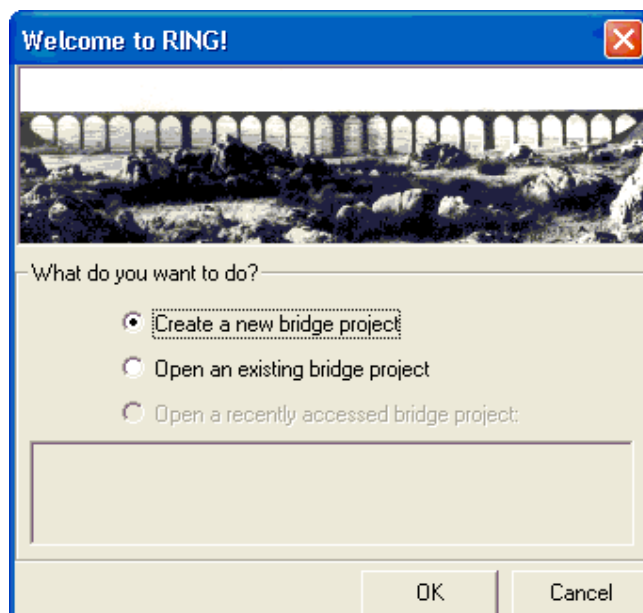 Welcome to RING!
What do you want to do?
Create a new bridge project
Open an existing bridge project
Open a recently accessed bridge project:
OK
Cancel